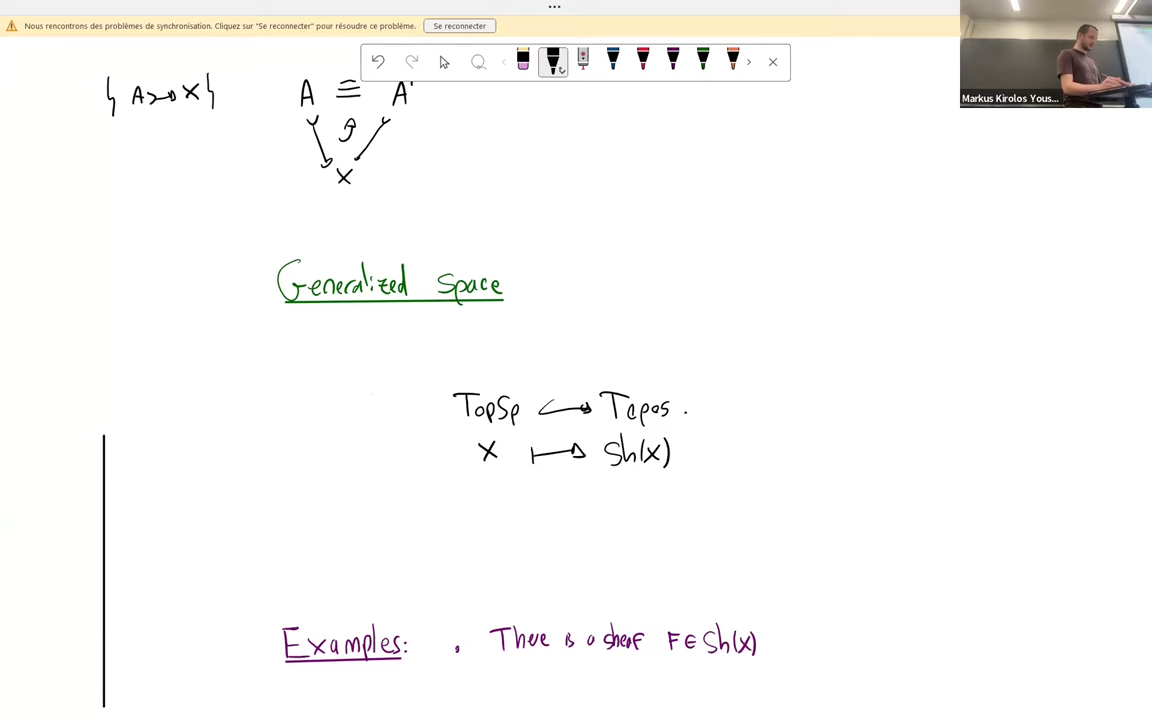 Nous rencontrons des problèmes de synchronisation. Cliquez sur "Se reconnecter" pour résoudre ce problème. Se reconnecter
Markus Kirolos Yous...
{ A ↣ X }
A ≡ A'
X
Generalized Space
TopSp ↪ Topos.
X ↦ Sh(X)
Examples: . There is a sheaf F ∈ Sh(X)